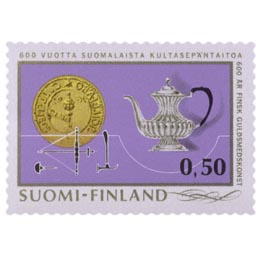 600 VUOTTA SUOMALAISTA KULTASEPÄNTAITOA
600 ÅR FINSK GULDSMEDSKONST
0,50
SUOMI-FINLAND